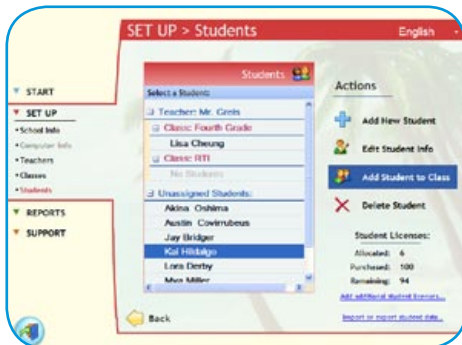 SET UP > Students
English
START
SET UP
• School Info
• Computer Info
• Teachers
• Classes
• Students
REPORTS
SUPPORT
Students
Select a Student:
Teacher: Mr. Greis
Class: Fourth Grade
Lisa Cheung
Class: RTI
No Students
Unassigned Students:
Akina Oshima
Austin Covirrubeus
Jay Bridger
Kai Hildalgo
Lora Derby
Mya Miller
Back
Actions
Add New Student
Edit Student Info
Add Student to Class
Delete Student
Student Licenses:
Allocated: 6
Purchased: 100
Remaining: 94
Add additional student licenses...
Import or export student data...